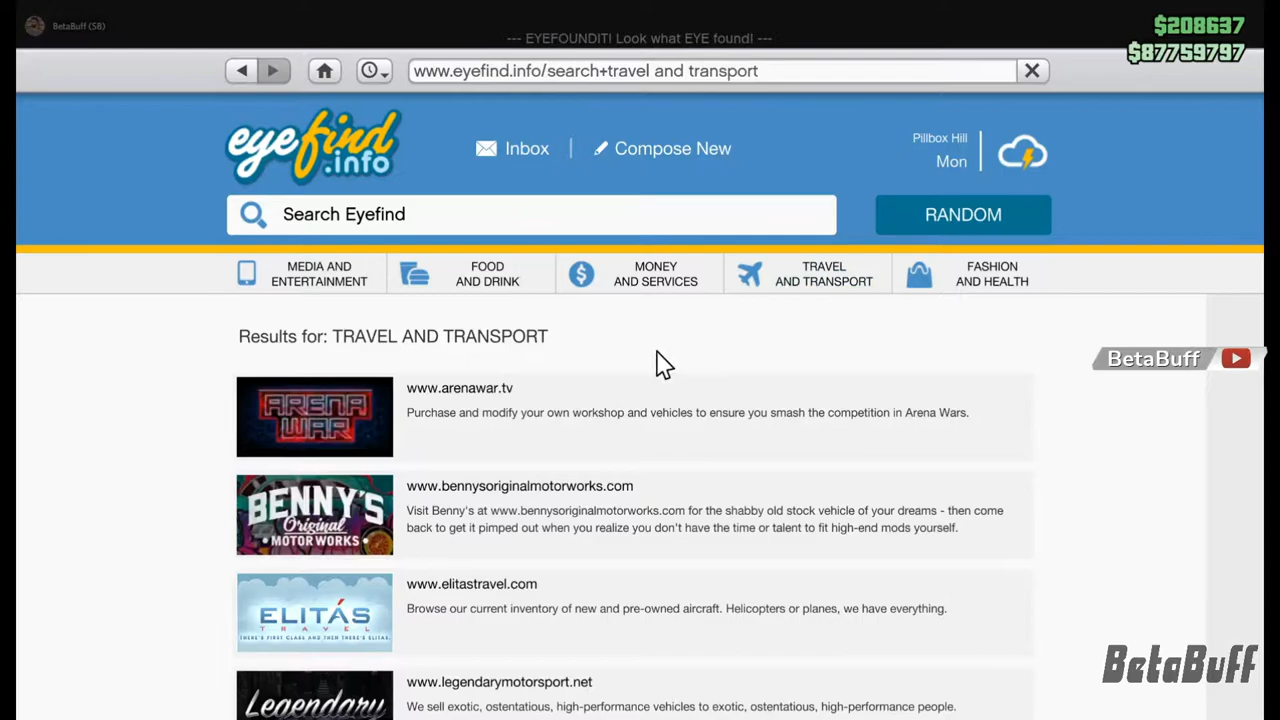 BetaBuff (SB)
--- EYEFOUNDIT! Look what EYE found! ---
$208637
$87759797
www.eyefind.info/search+travel and transport
eyefind
.info
Inbox
Compose New
Pillbox Hill
Mon
Search Eyefind
RANDOM
MEDIA AND
ENTERTAINMENT
FOOD
AND DRINK
MONEY
AND SERVICES
TRAVEL
AND TRANSPORT
FASHION
AND HEALTH
Results for: TRAVEL AND TRANSPORT
BetaBuff
ARENA
WAR
www.arenawar.tv
Purchase and modify your own workshop and vehicles to ensure you smash the competition in Arena Wars.
BENNY'S
Original
MOTOR WORKS
www.bennysoriginalmotorworks.com
Visit Benny's at www.bennysoriginalmotorworks.com for the shabby old stock vehicle of your dreams - then come
back to get it pimped out when you realize you don't have the time or talent to fit high-end mods yourself.
ELITÁS
TRAVEL
THERE'S FIRST CLASS AND THEN THERE'S ELITAS.
www.elitastravel.com
Browse our current inventory of new and pre-owned aircraft. Helicopters or planes, we have everything.
Legendary
www.legendarymotorsport.net
We sell exotic, ostentatious, high-performance vehicles to exotic, ostentatious, high-performance people.
BetaBuff